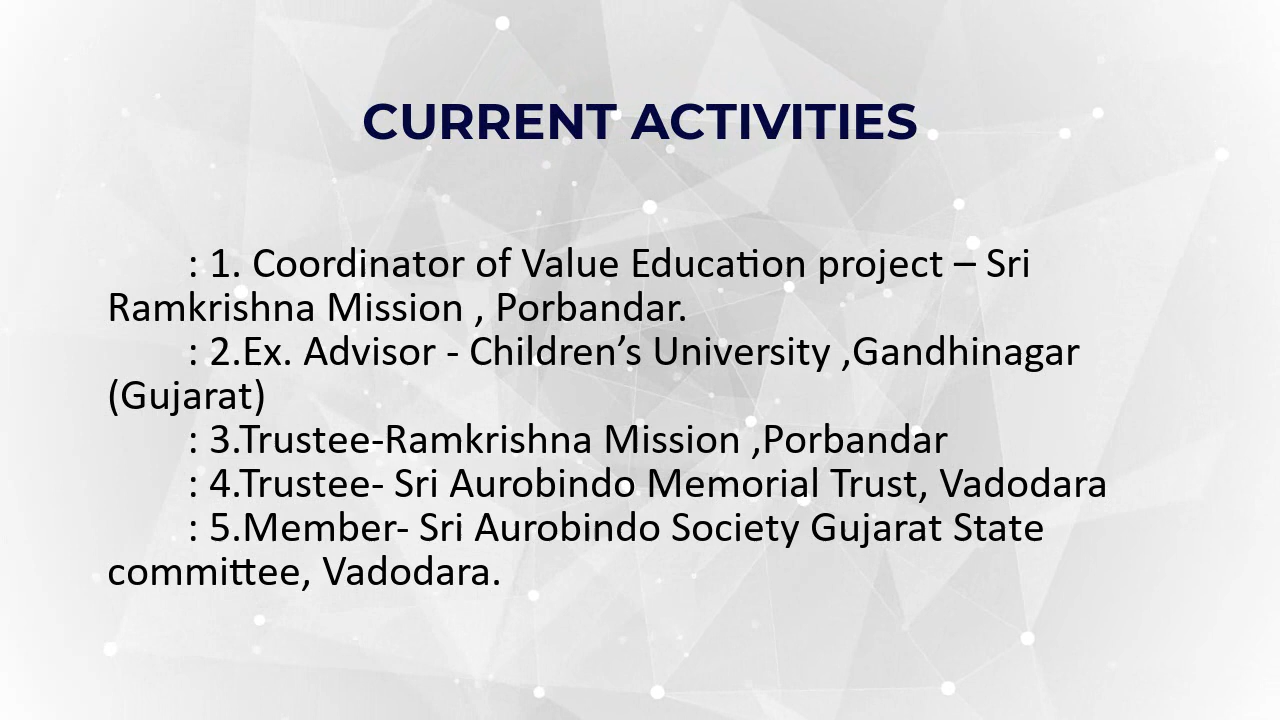 CURRENT ACTIVITIES
: 1. Coordinator of Value Education project – Sri
Ramkrishna Mission , Porbandar.
: 2.Ex. Advisor - Children’s University ,Gandhinagar
(Gujarat)
: 3.Trustee-Ramkrishna Mission ,Porbandar
: 4.Trustee- Sri Aurobindo Memorial Trust, Vadodara
: 5.Member- Sri Aurobindo Society Gujarat State
committee, Vadodara.